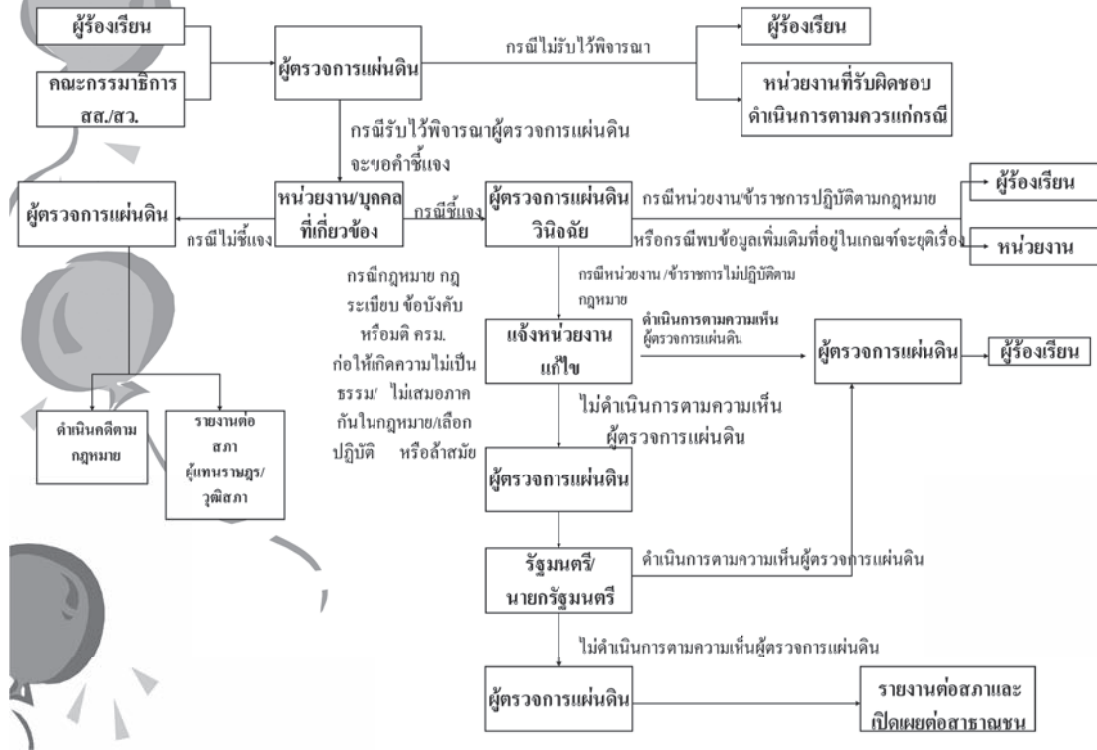 ผู้ร้องเรียน
คณะกรรมาธิการ
สส./สว.
ผู้ตรวจการแผ่นดิน
กรณีไม่รับไว้พิจารณา
ผู้ร้องเรียน
หน่วยงานที่รับผิดชอบ
ดำเนินการตามควรแก่กรณี
กรณีรับไว้พิจารณาผู้ตรวจการแผ่นดิน
จะขอคำชี้แจง
ผู้ตรวจการแผ่นดิน
กรณีไม่ชี้แจง
หน่วยงาน/บุคคล
ที่เกี่ยวข้อง
กรณีชี้แจง
ผู้ตรวจการแผ่นดิน
วินิจฉัย
กรณีหน่วยงาน/ข้าราชการปฏิบัติตามกฎหมาย
หรือกรณีพบข้อมูลเพิ่มเติมที่อยู่ในเกณฑ์จะยุติเรื่อง
ผู้ร้องเรียน
หน่วยงาน
กรณีกฎหมาย กฎ
ระเบียบ ข้อบังคับ
หรือมติ ครม.
ก่อให้เกิดความไม่เป็น
ธรรม/ ไม่เสมอภาค
กันในกฎหมาย/เลือก
ปฏิบัติ หรือล้าสมัย
กรณีหน่วยงาน /ข้าราชการไม่ปฏิบัติตาม
กฎหมาย
แจ้งหน่วยงาน
แก้ไข
ดำเนินการตามความเห็น
ผู้ตรวจการแผ่นดิน
ผู้ตรวจการแผ่นดิน
ผู้ร้องเรียน
ไม่ดำเนินการตามความเห็น
ผู้ตรวจการแผ่นดิน
ดำเนินคดีตาม
กฎหมาย
รายงานต่อ
สภา
ผู้แทนราษฎร/
วุฒิสภา
ผู้ตรวจการแผ่นดิน
รัฐมนตรี/
นายกรัฐมนตรี
ดำเนินการตามความเห็นผู้ตรวจการแผ่นดิน
ไม่ดำเนินการตามความเห็นผู้ตรวจการแผ่นดิน
ผู้ตรวจการแผ่นดิน
รายงานต่อสภาและ
เปิดเผยต่อสาธาณชน